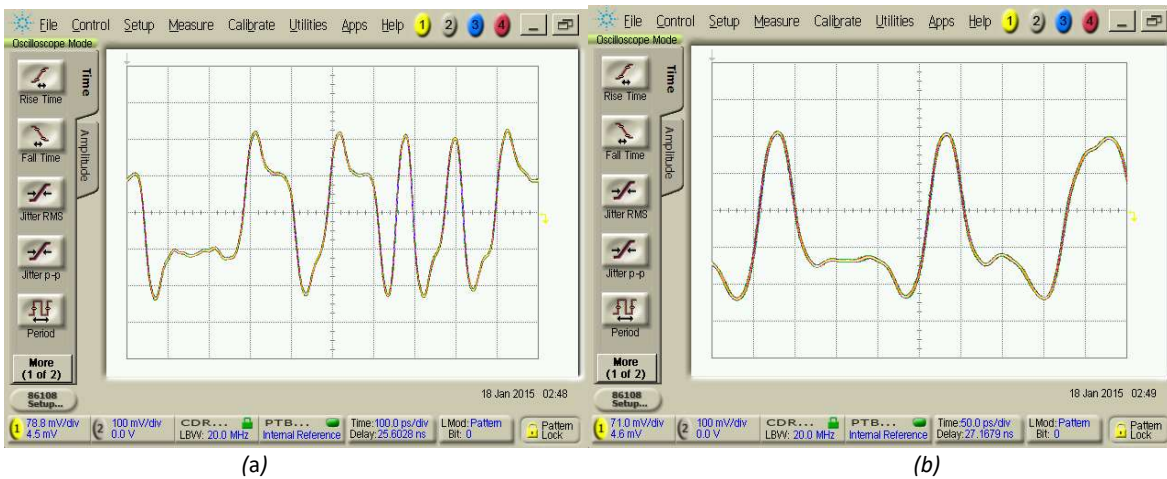 File Control Setup Measure Calibrate Utilities Apps Help 1 2 3 4
Oscilloscope Mode
Time
Amplitude
Rise Time
Fall Time
Jitter RMS
Jitter p-p
Period
More
(1 of 2)
86108
Setup...
18 Jan 2015 02:48
1 78.8 mV/div
4.5 mV
2 100 mV/div
0.0 V
CDR...
LBW: 20.0 MHz
PTB...
Internal Reference
Time:100.0 ps/div
Delay:25.6028 ns
LMod:Pattern
Bit: 0
Pattern
Lock
(a)
File Control Setup Measure Calibrate Utilities Apps Help 1 2 3 4
Oscilloscope Mode
Time
Amplitude
Rise Time
Fall Time
Jitter RMS
Jitter p-p
Period
More
(1 of 2)
86108
Setup...
18 Jan 2015 02:49
1 71.0 mV/div
4.6 mV
2 100 mV/div
0.0 V
CDR...
LBW: 20.0 MHz
PTB...
Internal Reference
Time:50.0 ps/div
Delay:27.1679 ns
LMod:Pattern
Bit: 0
Pattern
Lock
(b)